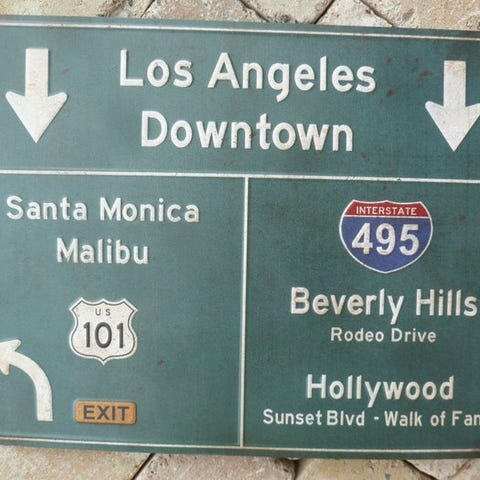 Los Angeles
Downtown
Santa Monica
Malibu
US
101
EXIT
INTERSTATE
495
Beverly Hills
Rodeo Drive
Hollywood
Sunset Blvd - Walk of Fam